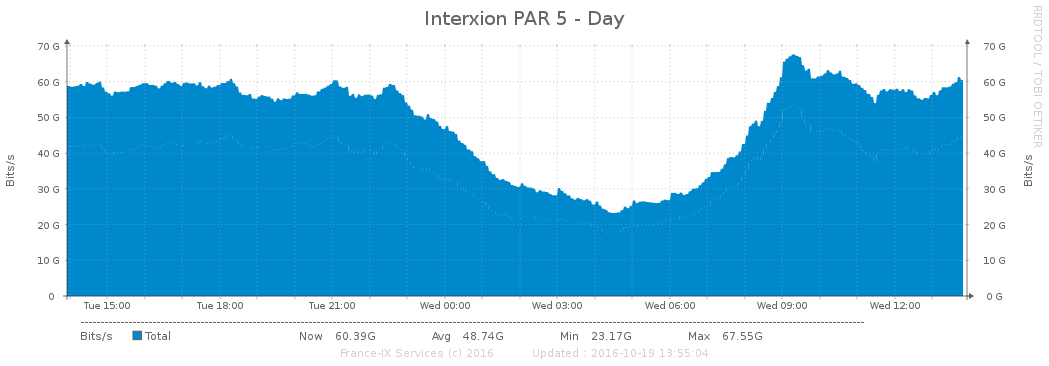 Interxion PAR 5 - Day
RRDTOOL / TOBI OETIKER
Bits/s
70 G
60 G
50 G
40 G
30 G
20 G
10 G
0
70 G
60 G
50 G
40 G
30 G
20 G
10 G
0 G
Bits/s
Tue 15:00 Tue 18:00 Tue 21:00 Wed 00:00 Wed 03:00 Wed 06:00 Wed 09:00 Wed 12:00
Bits/s Total Now 60.39G Avg 48.74G Min 23.17G Max 67.55G
France-IX Services (c) 2016 Updated : 2016-10-19 13:55:04